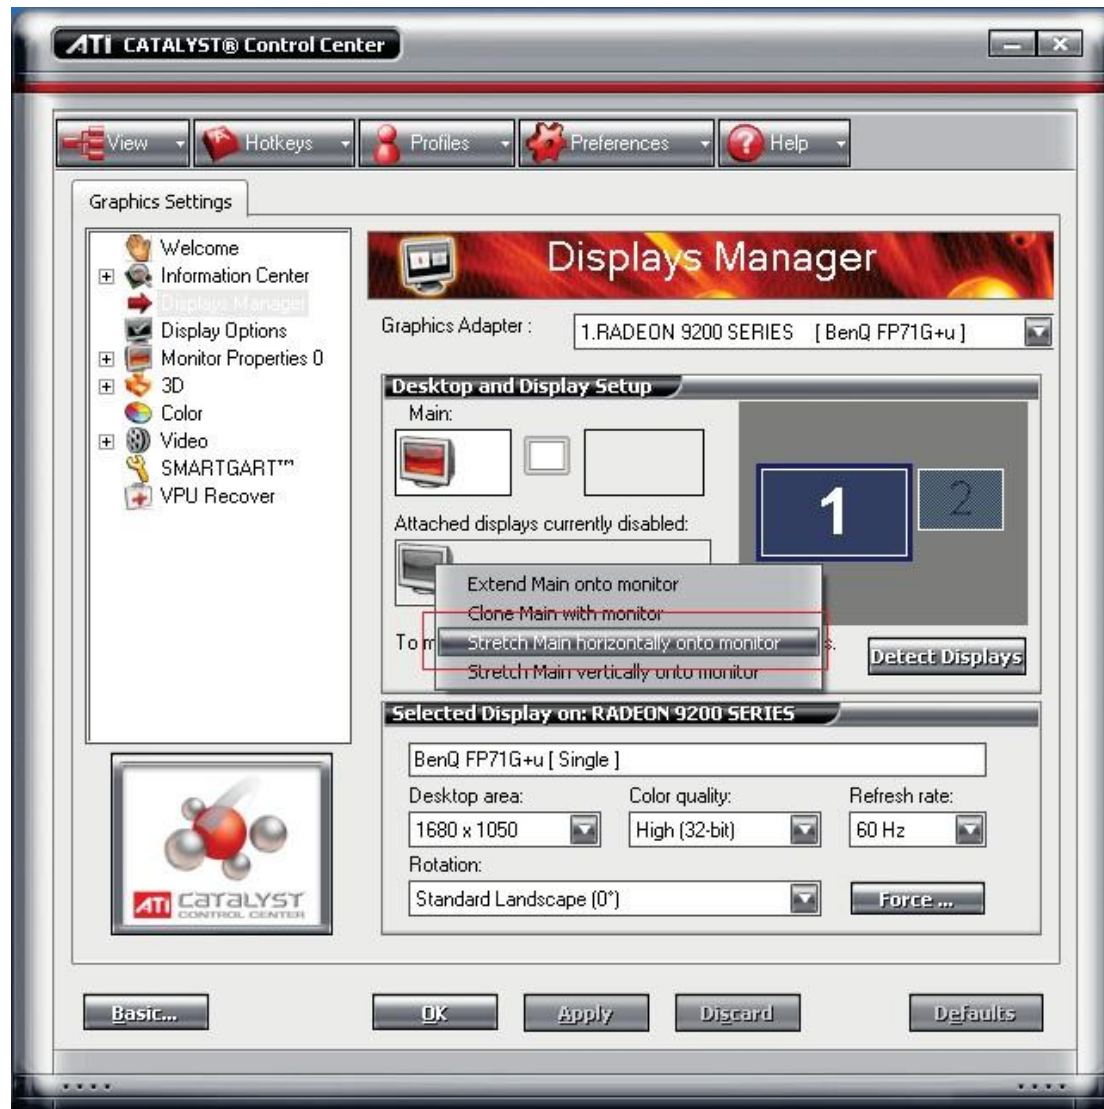 ATI CATALYST® Control Center
View
Hotkeys
Profiles
Preferences
Help
Graphics Settings
Welcome
Information Center
Displays Manager
Display Options
Monitor Properties 0
3D
Color
Video
SMARTGART™
VPU Recover
Displays Manager
Graphics Adapter :
1.RADEON 9200 SERIES [ BenQ FP71G+u ]
Desktop and Display Setup
Main:
1
2
Attached displays currently disabled:
Extend Main onto monitor
Clone Main with monitor
Stretch Main horizontally onto monitor
Stretch Main vertically onto monitor
To
Detect Displays
Selected Display on: RADEON 9200 SERIES
BenQ FP71G+u [ Single ]
Desktop area:
Color quality:
Refresh rate:
1680 x 1050
High (32-bit)
60 Hz
Rotation:
Standard Landscape (0°)
Force ...
ATI CATALYST
CONTROL CENTER
Basic...
OK
Apply
Discard
Defaults